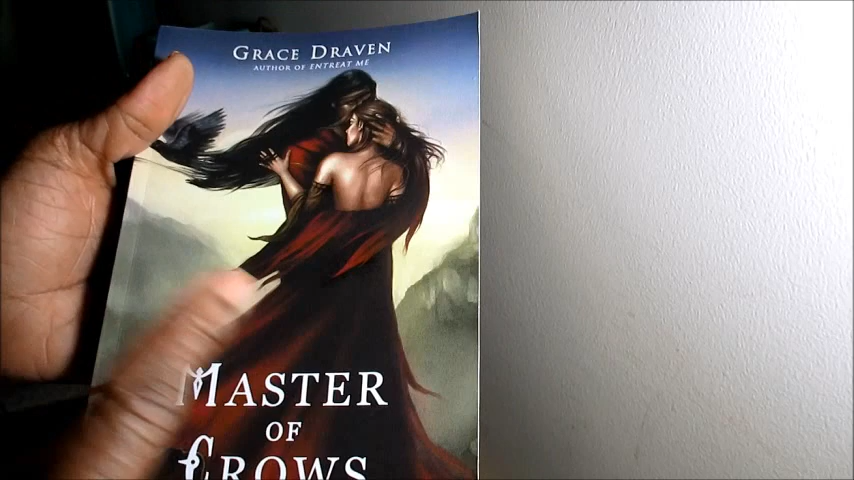 GRACE DRAVEN
AUTHOR OF ENTREAT ME
MASTER
OF
CROWS